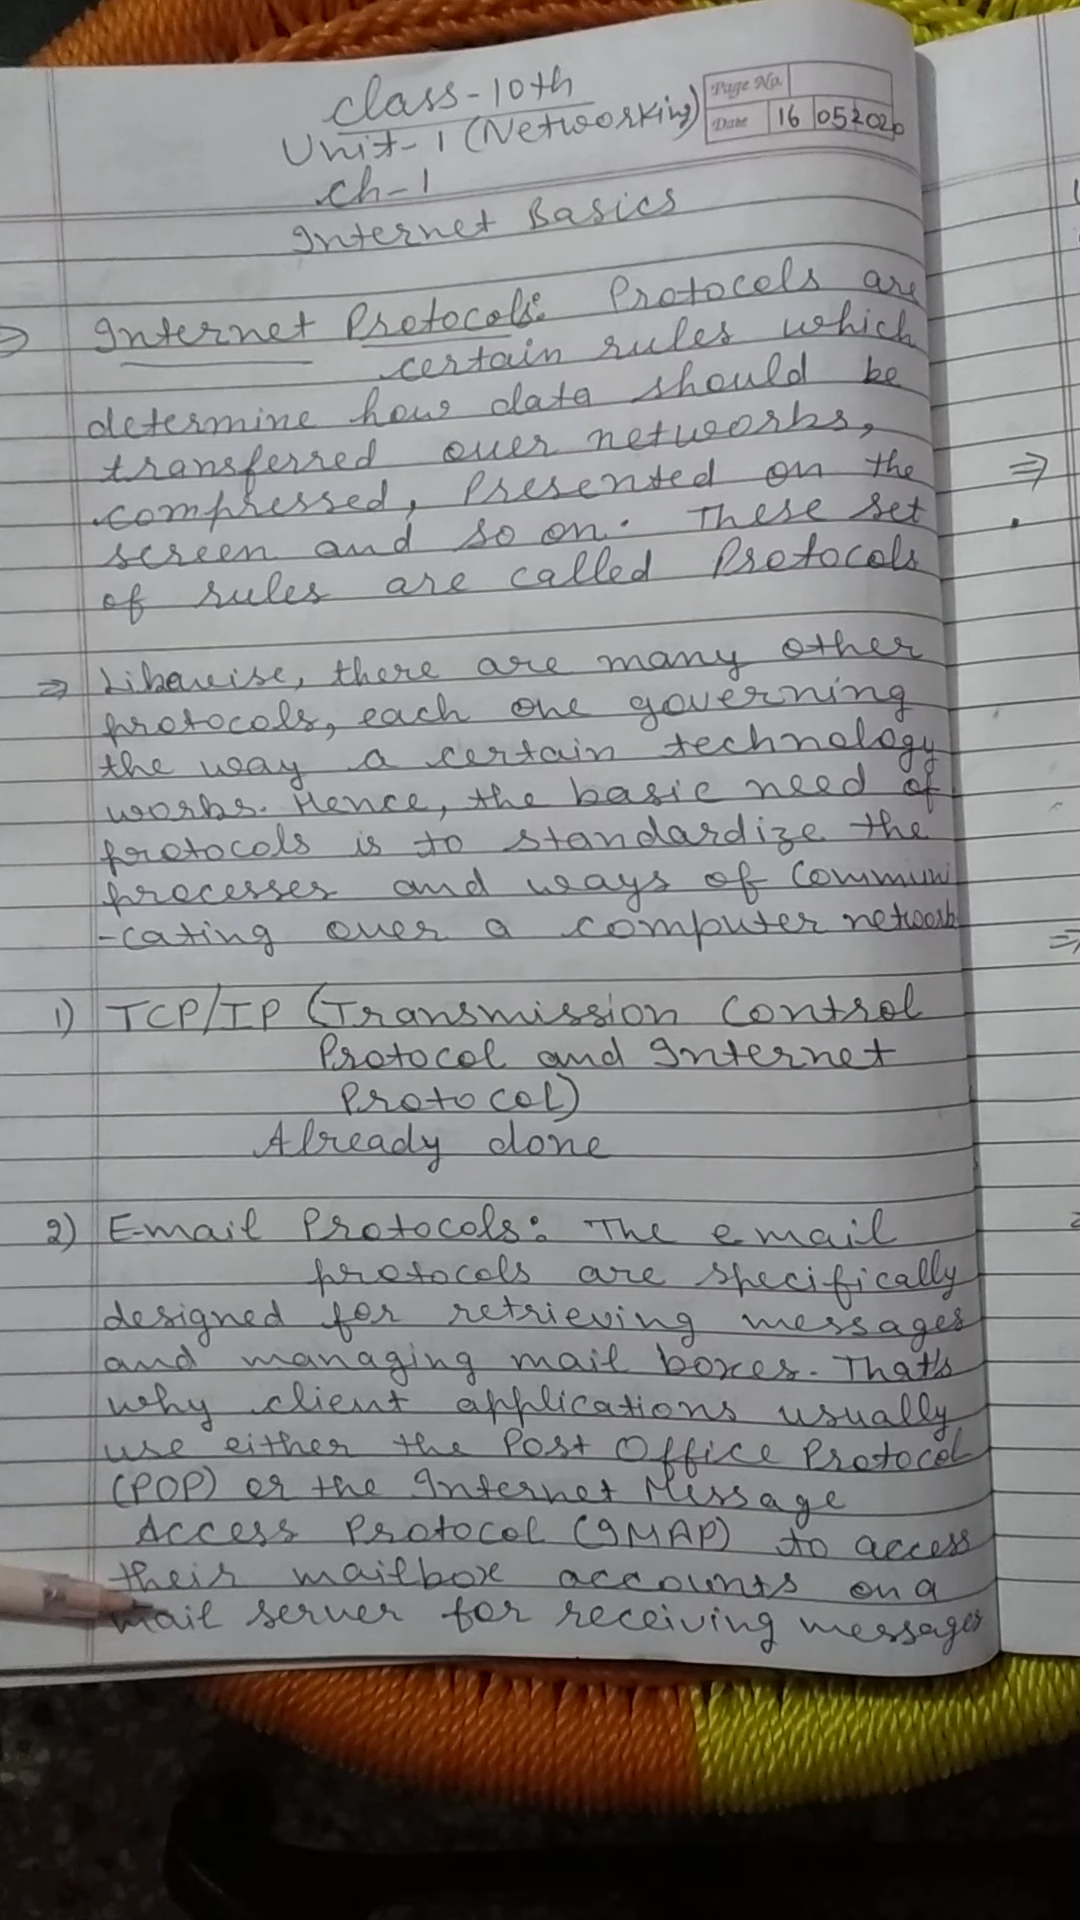 Class-10th
Unit-1 (Networking)
Page No.
Date 16 05 2020
Ch-1
Internet Basics
Internet Protocols: Protocols are
certain rules which
determine how data should be
transferred over networks,
compressed, Presented on the
screen and so on. These set
of rules are called Protocols
⇒ Likewise, there are many other
protocols, each one governing
the way a certain technology
works. Hence, the basic need of
protocols is to standardize the
processes and ways of Communi
-cating over a computer network
1) TCP/IP (Transmission Control
Protocol and Internet
Protocol)
Already done
2) E-mail Protocols: The email
protocols are specifically
designed for retrieving messages
and managing mail boxes. That's
why client applications usually
use either the Post Office Protocol
(POP) or the Internet Message
Access Protocol (IMAP) to access
their mailbox accounts on a
mail server for receiving messages